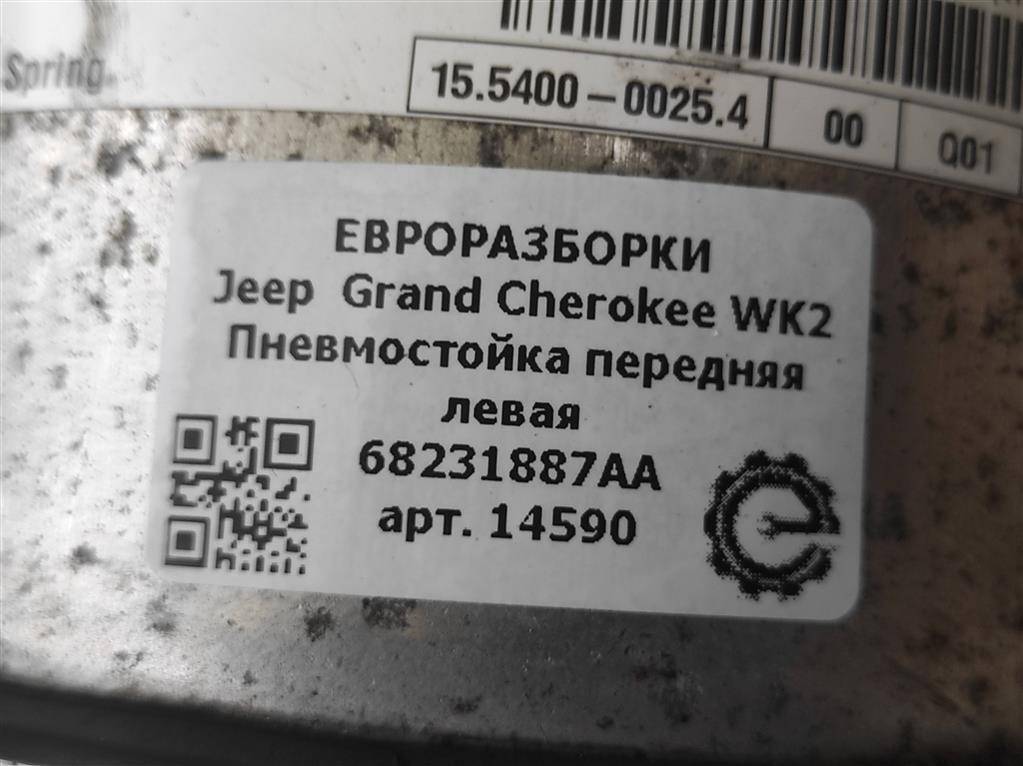 Spring
15.5400-0025.4 00 Q01
ЕВРОРАЗБОРКИ
Jeep Grand Cherokee WK2
Пневмостойка передняя
левая
68231887AA
арт. 14590